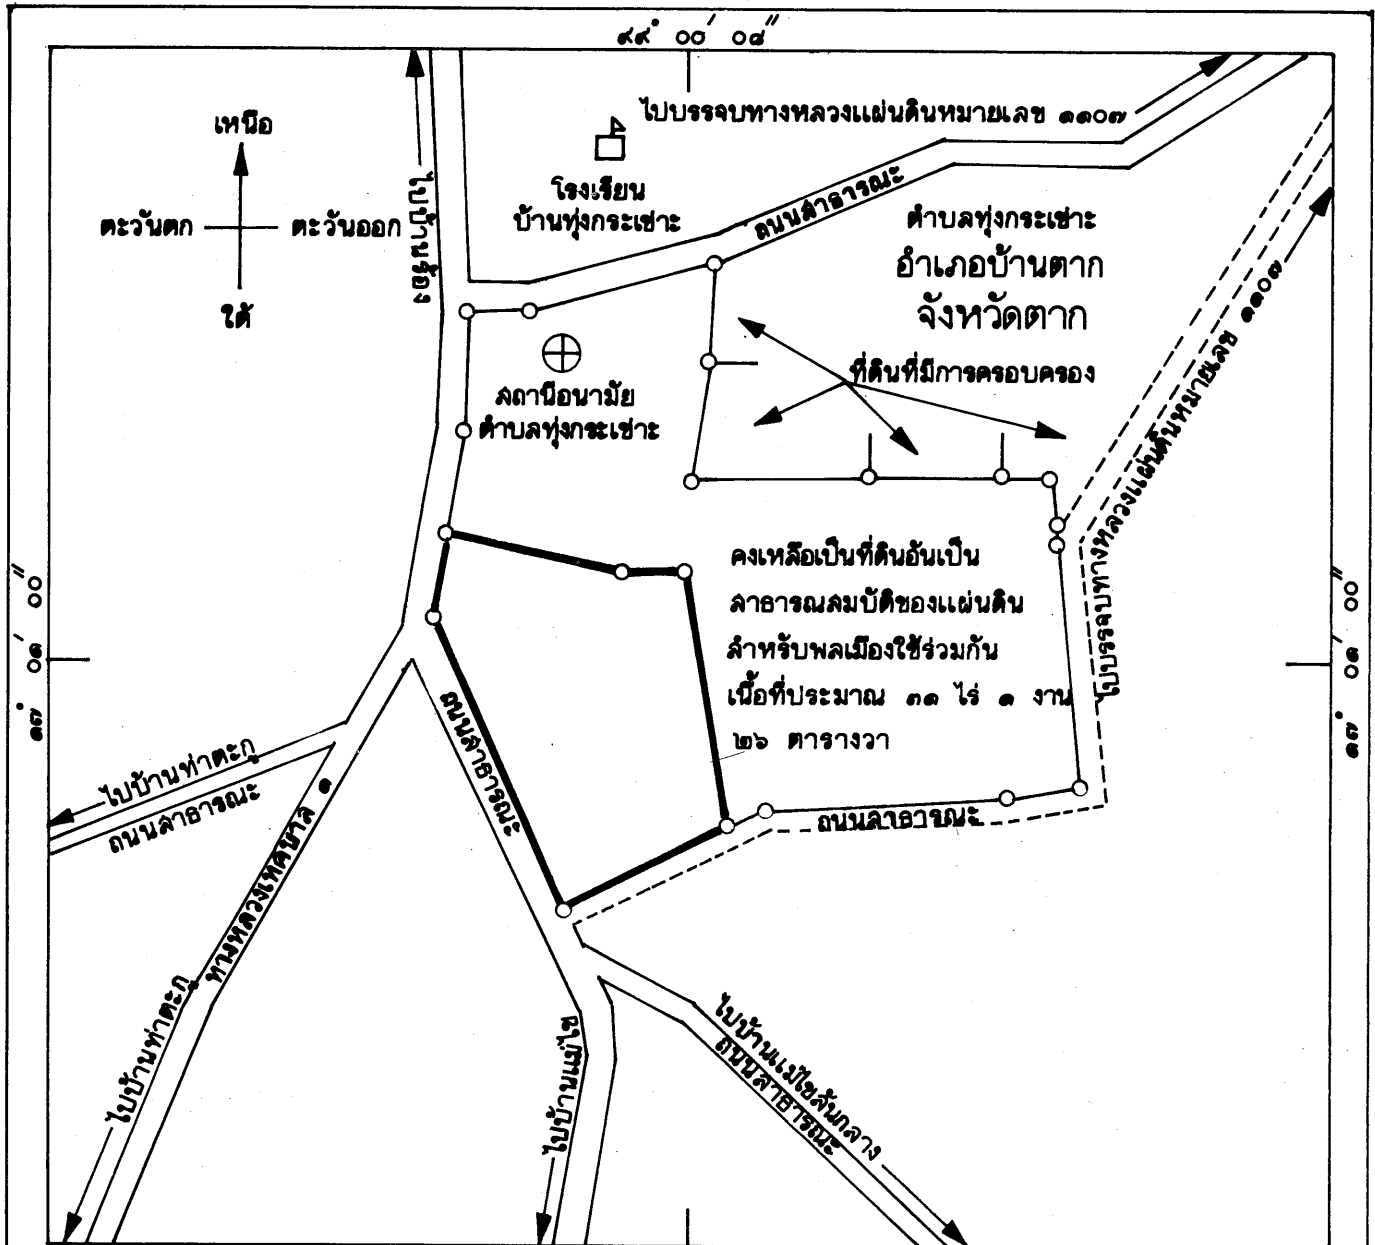 ๙๙° ๐๐′ ๐๘″
ไปบรรจบทางหลวงแผ่นดินหมายเลข ๑๑๐๗
เหนือ
ตะวันตก
ตะวันออก
ใต้
โรงเรียน
บ้านทุ่งกระเชาะ
ถนนสาธารณะ
ตำบลทุ่งกระเชาะ
อำเภอบ้านตาก
จังหวัดตาก
ที่ดินที่มีการครอบครอง
สถานีอนามัย
ตำบลทุ่งกระเชาะ
ไปบรรจบทางหลวงแผ่นดินหมายเลข ๑๑๐๗
คงเหลือเป็นที่ดินอันเป็น
สาธารณสมบัติของแผ่นดิน
สำหรับพลเมืองใช้ร่วมกัน
เนื้อที่ประมาณ ๓๑ ไร่ ๑ งาน
๒๖ ตารางวา
๑๗° ๐๑′ ๐๐″
๑๗° ๐๑′ ๐๐″
ถนนสาธารณะ
ไปบ้านท่าตะกู
ถนนสาธารณะ
ทางหลวงเทศบาล ๑
ถนนสาธารณะ
ไปบ้านท่าตะกู
ไปบ้านแม่ไข
ไปบ้านแม่ไขสันกลาง
ถนนสาธารณะ